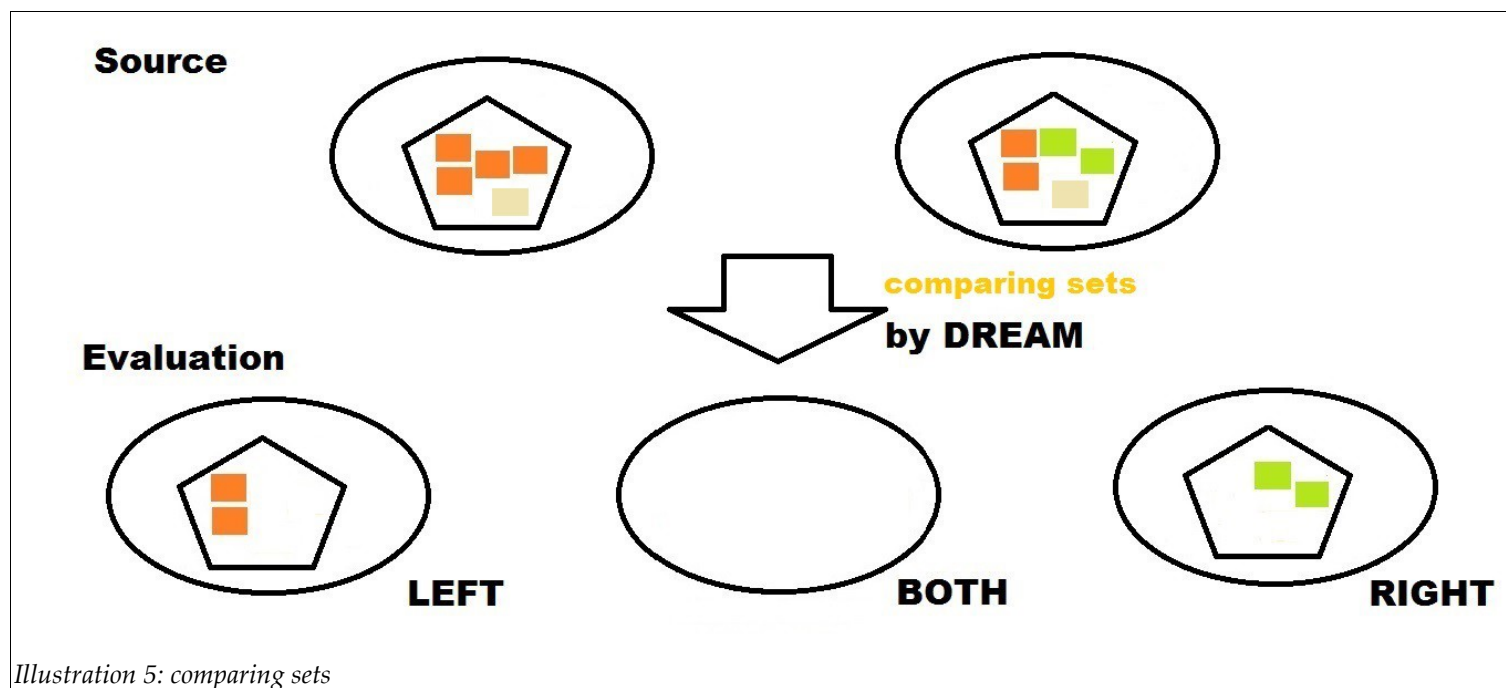 Source
comparing sets
by DREAM
Evaluation
LEFT
BOTH
RIGHT
Illustration 5: comparing sets